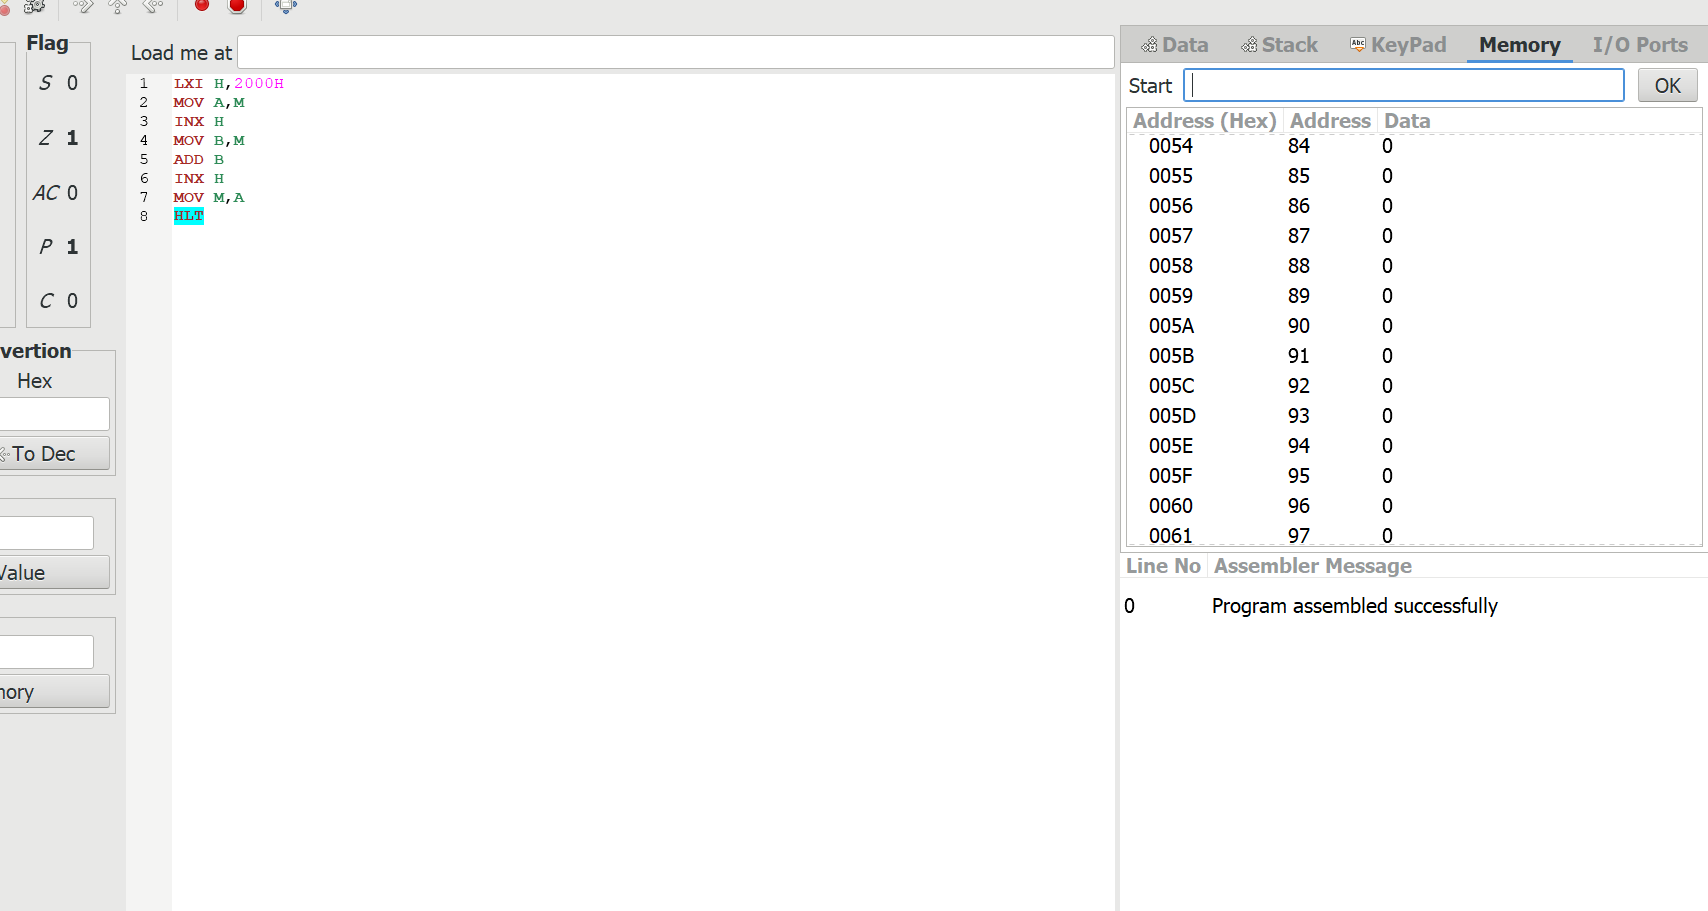 Flag
S 0
Z 1
AC 0
P 1
C 0
vertion
Hex
To Dec
Value
nory
Load me at
1 LXI H,2000H
2 MOV A,M
3 INX H
4 MOV B,M
5 ADD B
6 INX H
7 MOV M,A
8 HLT
Data Stack Abc KeyPad Memory I/O Ports
Start OK
Address (Hex) Address Data
0054 84 0
0055 85 0
0056 86 0
0057 87 0
0058 88 0
0059 89 0
005A 90 0
005B 91 0
005C 92 0
005D 93 0
005E 94 0
005F 95 0
0060 96 0
0061 97 0
Line No Assembler Message
0 Program assembled successfully